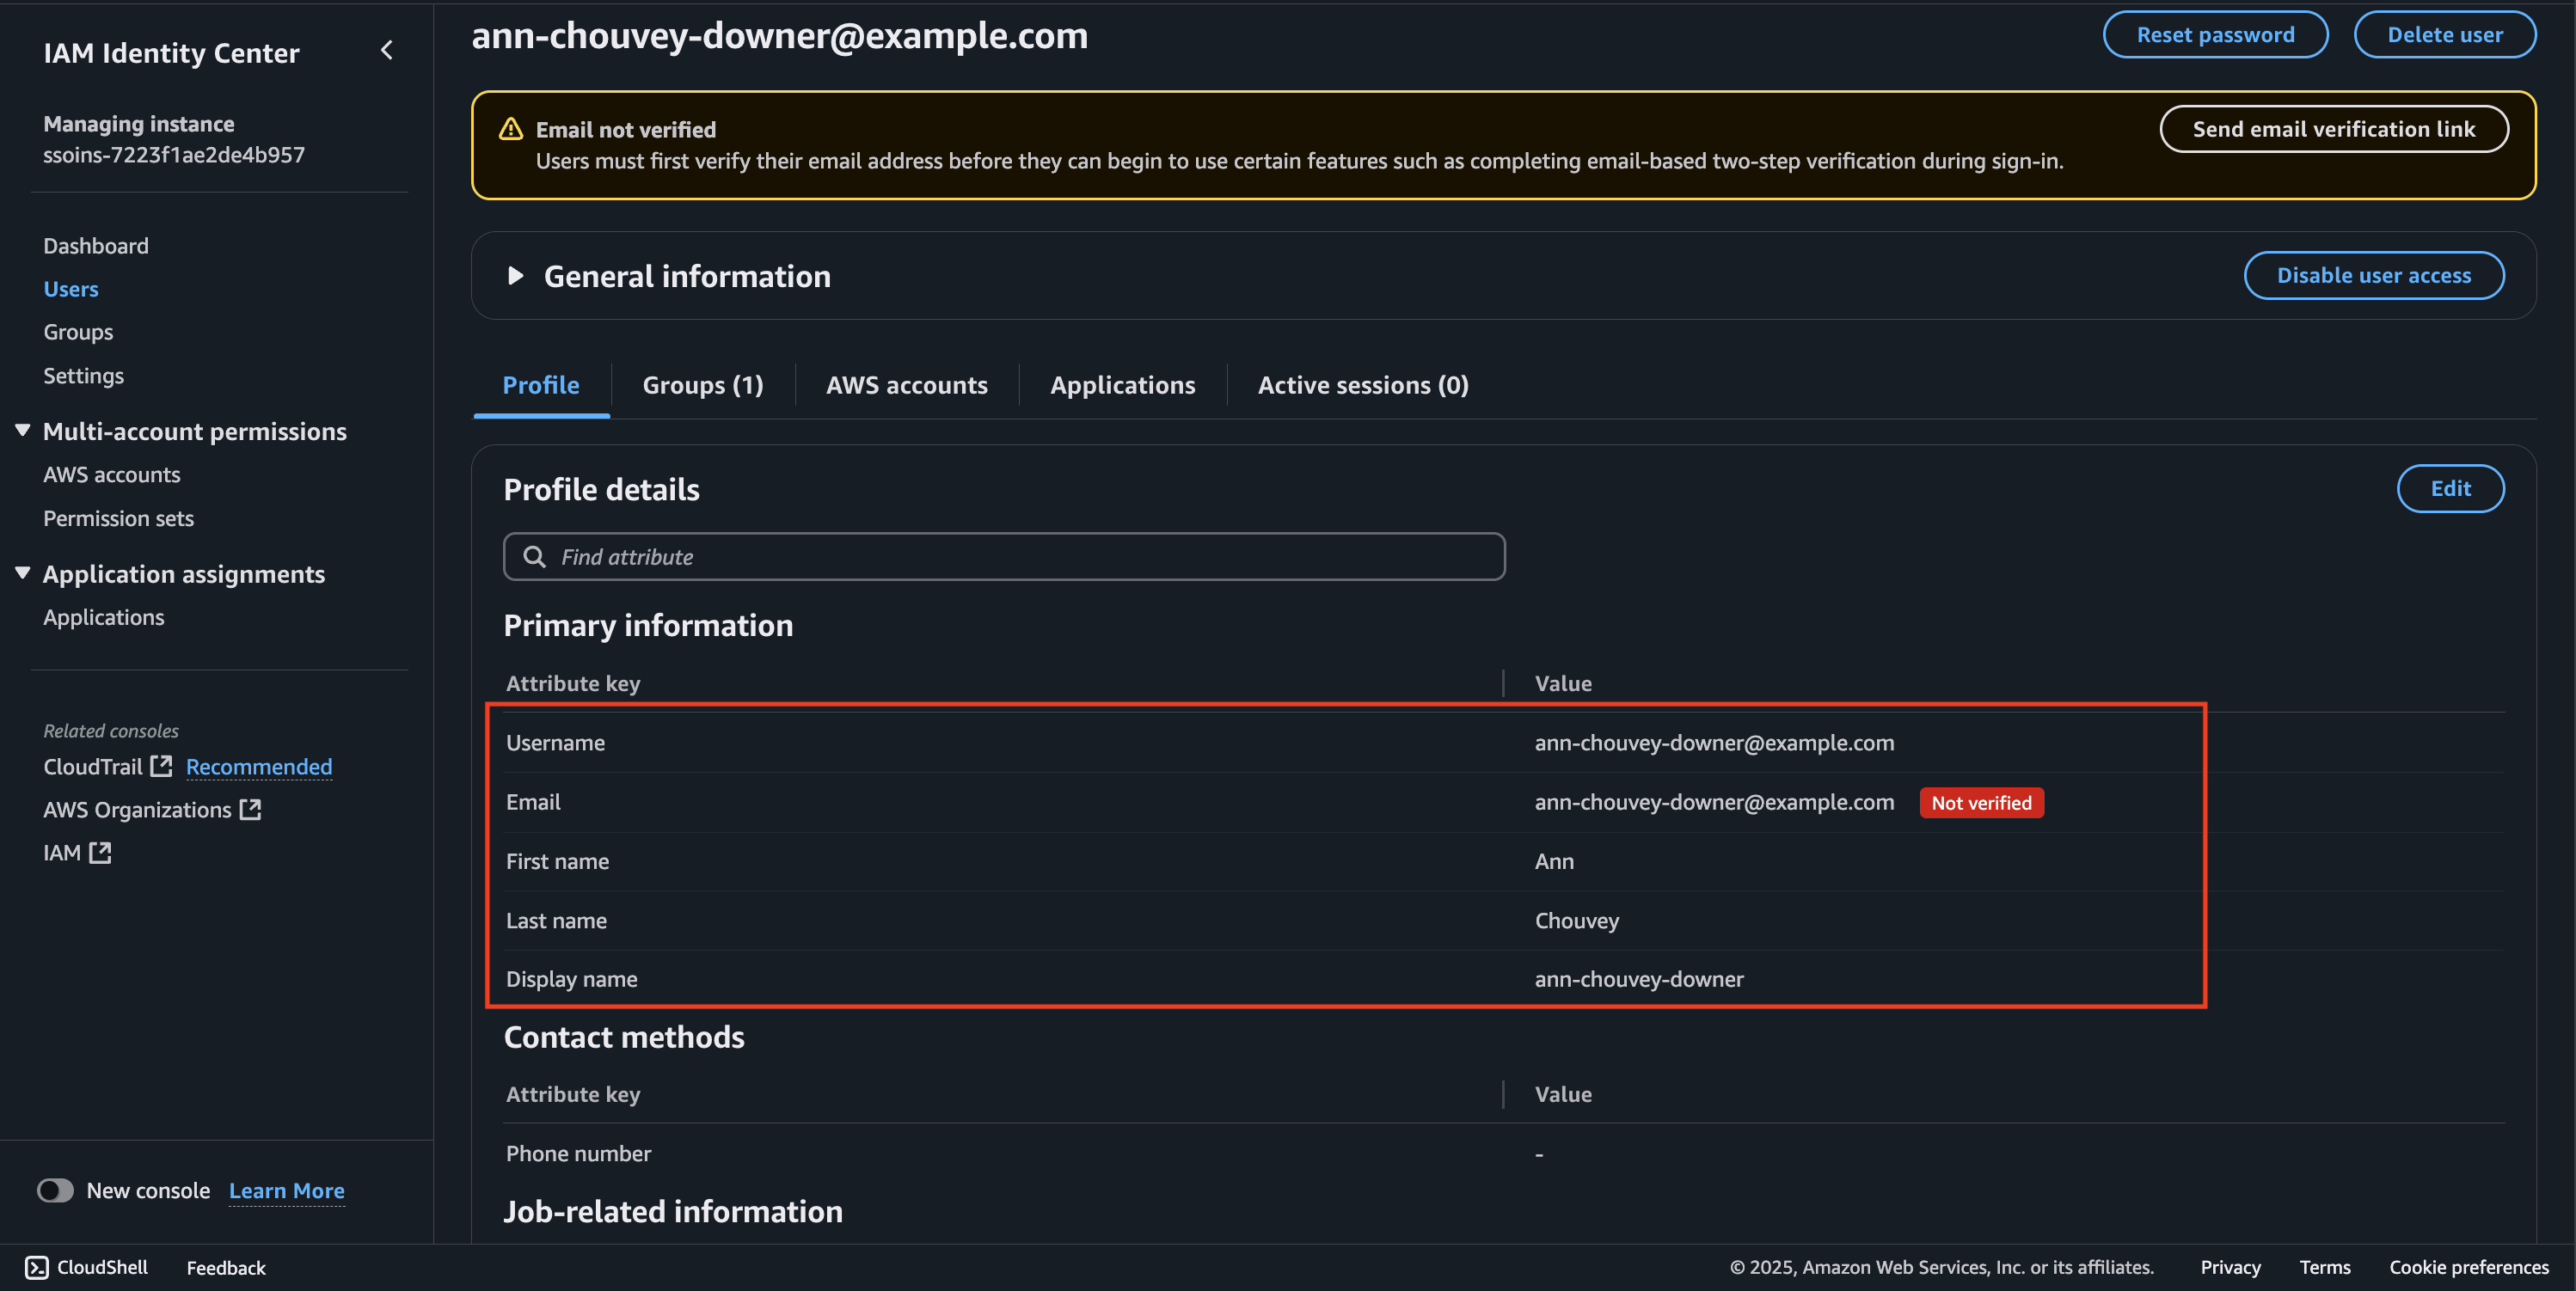 IAM Identity Center
Managing instance
ssoins-7223f1ae2de4b957
Dashboard
Users
Groups
Settings
Multi-account permissions
AWS accounts
Permission sets
Application assignments
Applications
Related consoles
CloudTrail Recommended
AWS Organizations
IAM
New console Learn More
ann-chouvey-downer@example.com
Reset password
Delete user
Email not verified
Users must first verify their email address before they can begin to use certain features such as completing email-based two-step verification during sign-in.
Send email verification link
General information
Disable user access
Profile
Groups (1)
AWS accounts
Applications
Active sessions (0)
Profile details
Edit
Find attribute
Primary information
Attribute key Value
Username ann-chouvey-downer@example.com
Email ann-chouvey-downer@example.com Not verified
First name Ann
Last name Chouvey
Display name ann-chouvey-downer
Contact methods
Attribute key Value
Phone number -
Job-related information
CloudShell Feedback
© 2025, Amazon Web Services, Inc. or its affiliates. Privacy Terms Cookie preferences